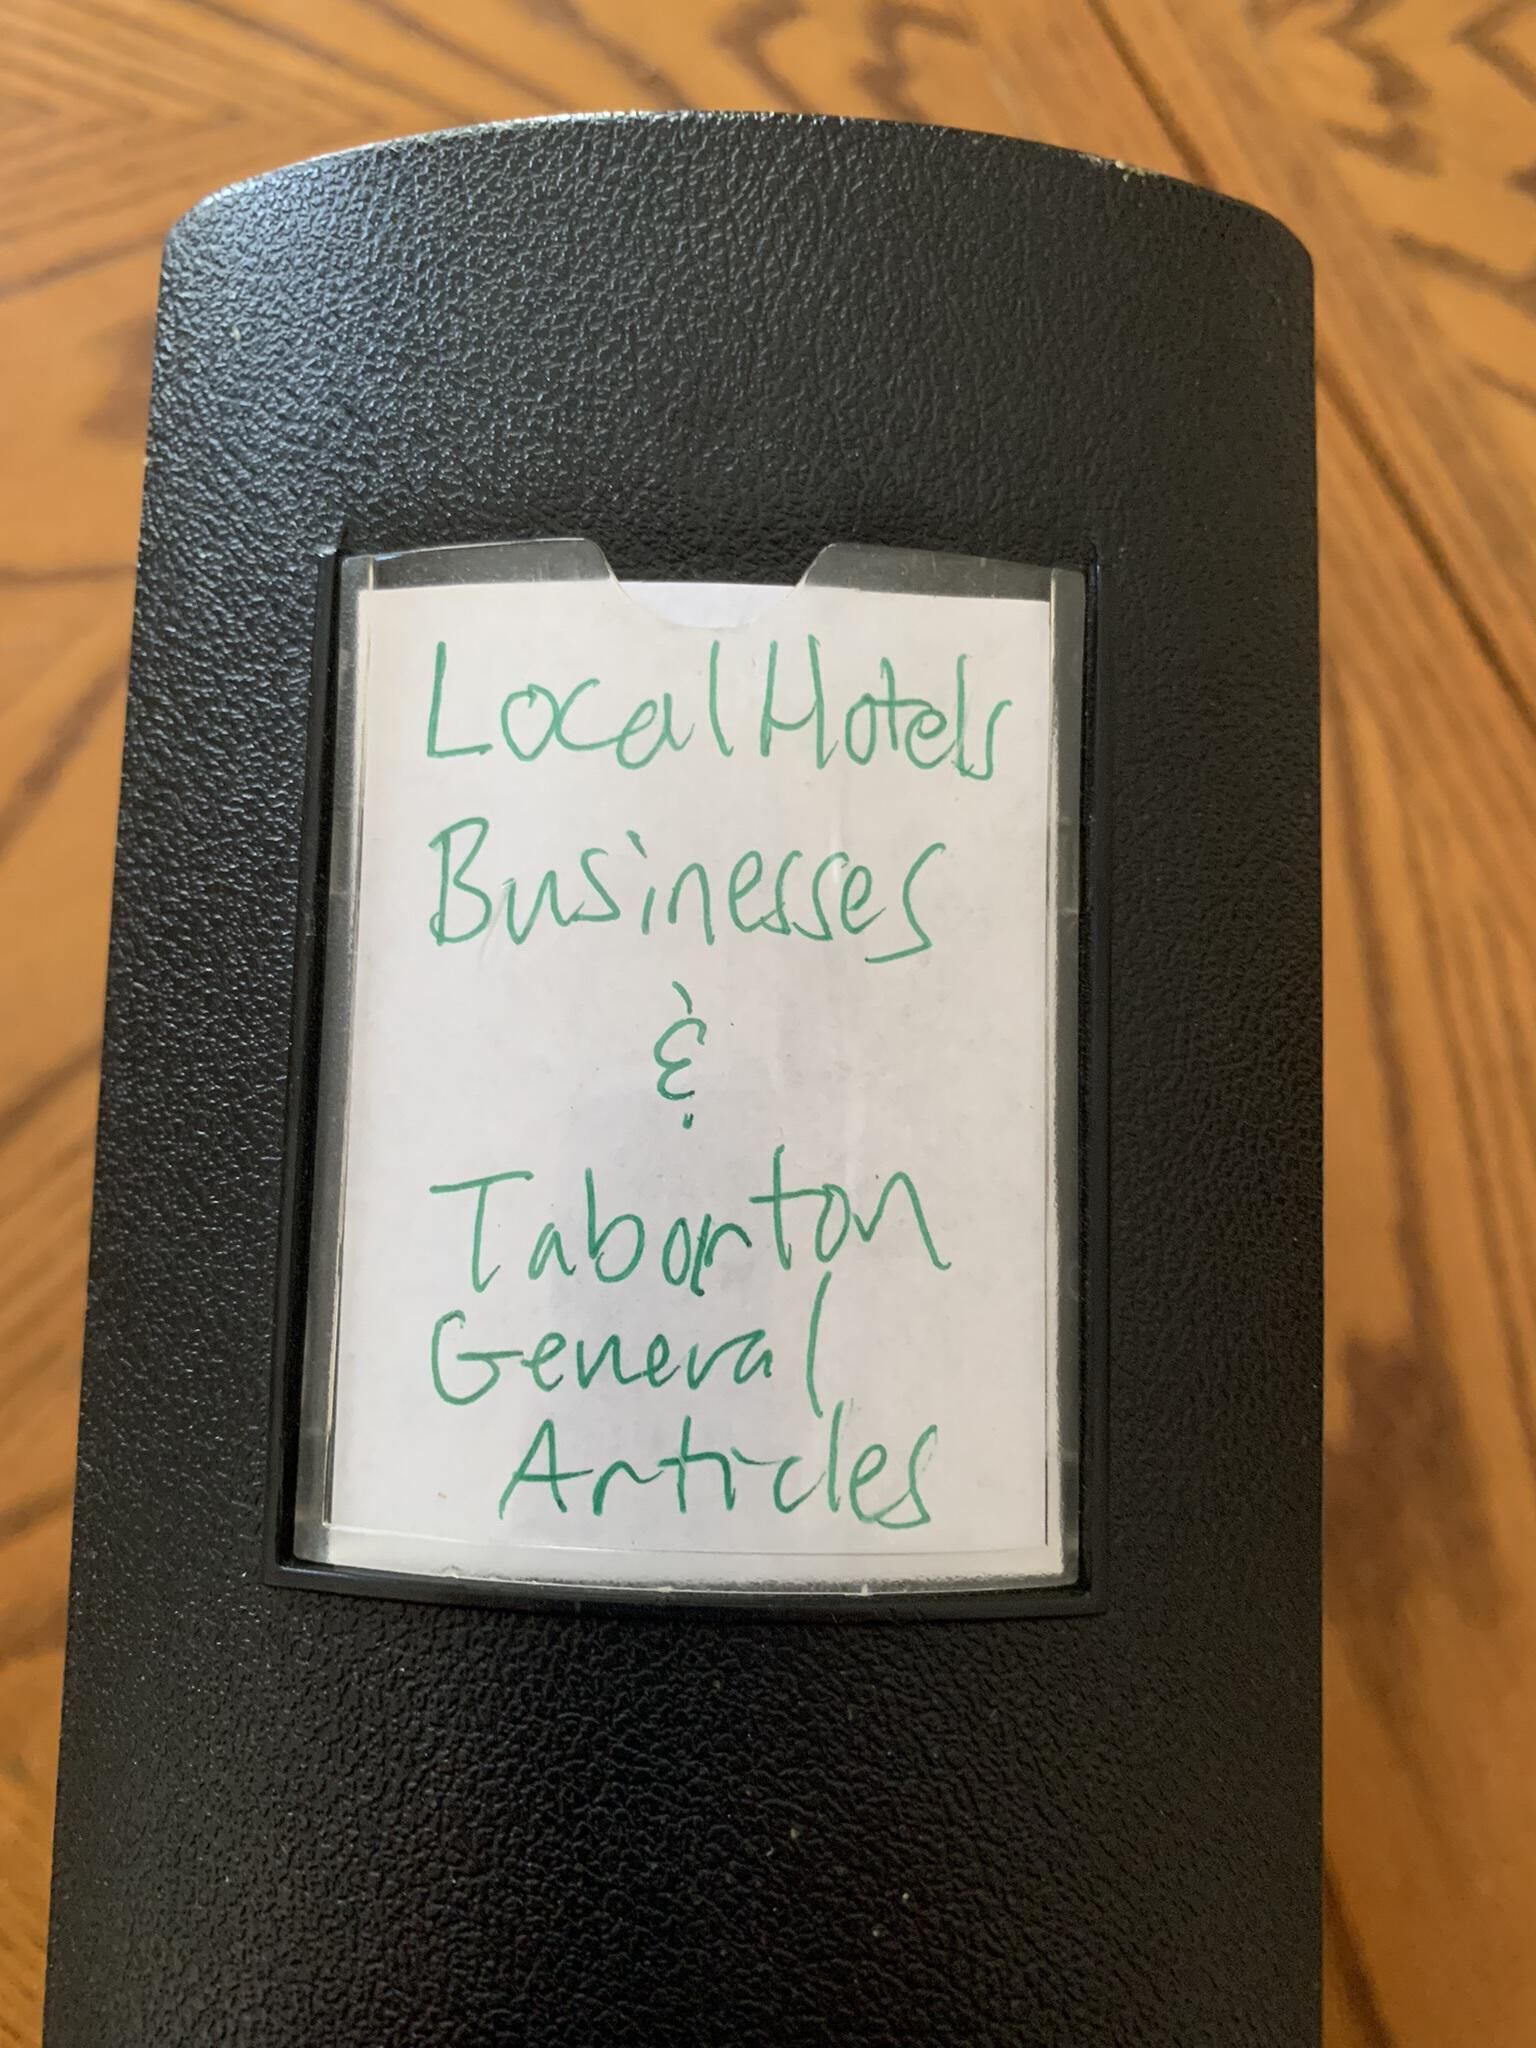 Local Hotels
Businesses
&
Taborton
General
Articles